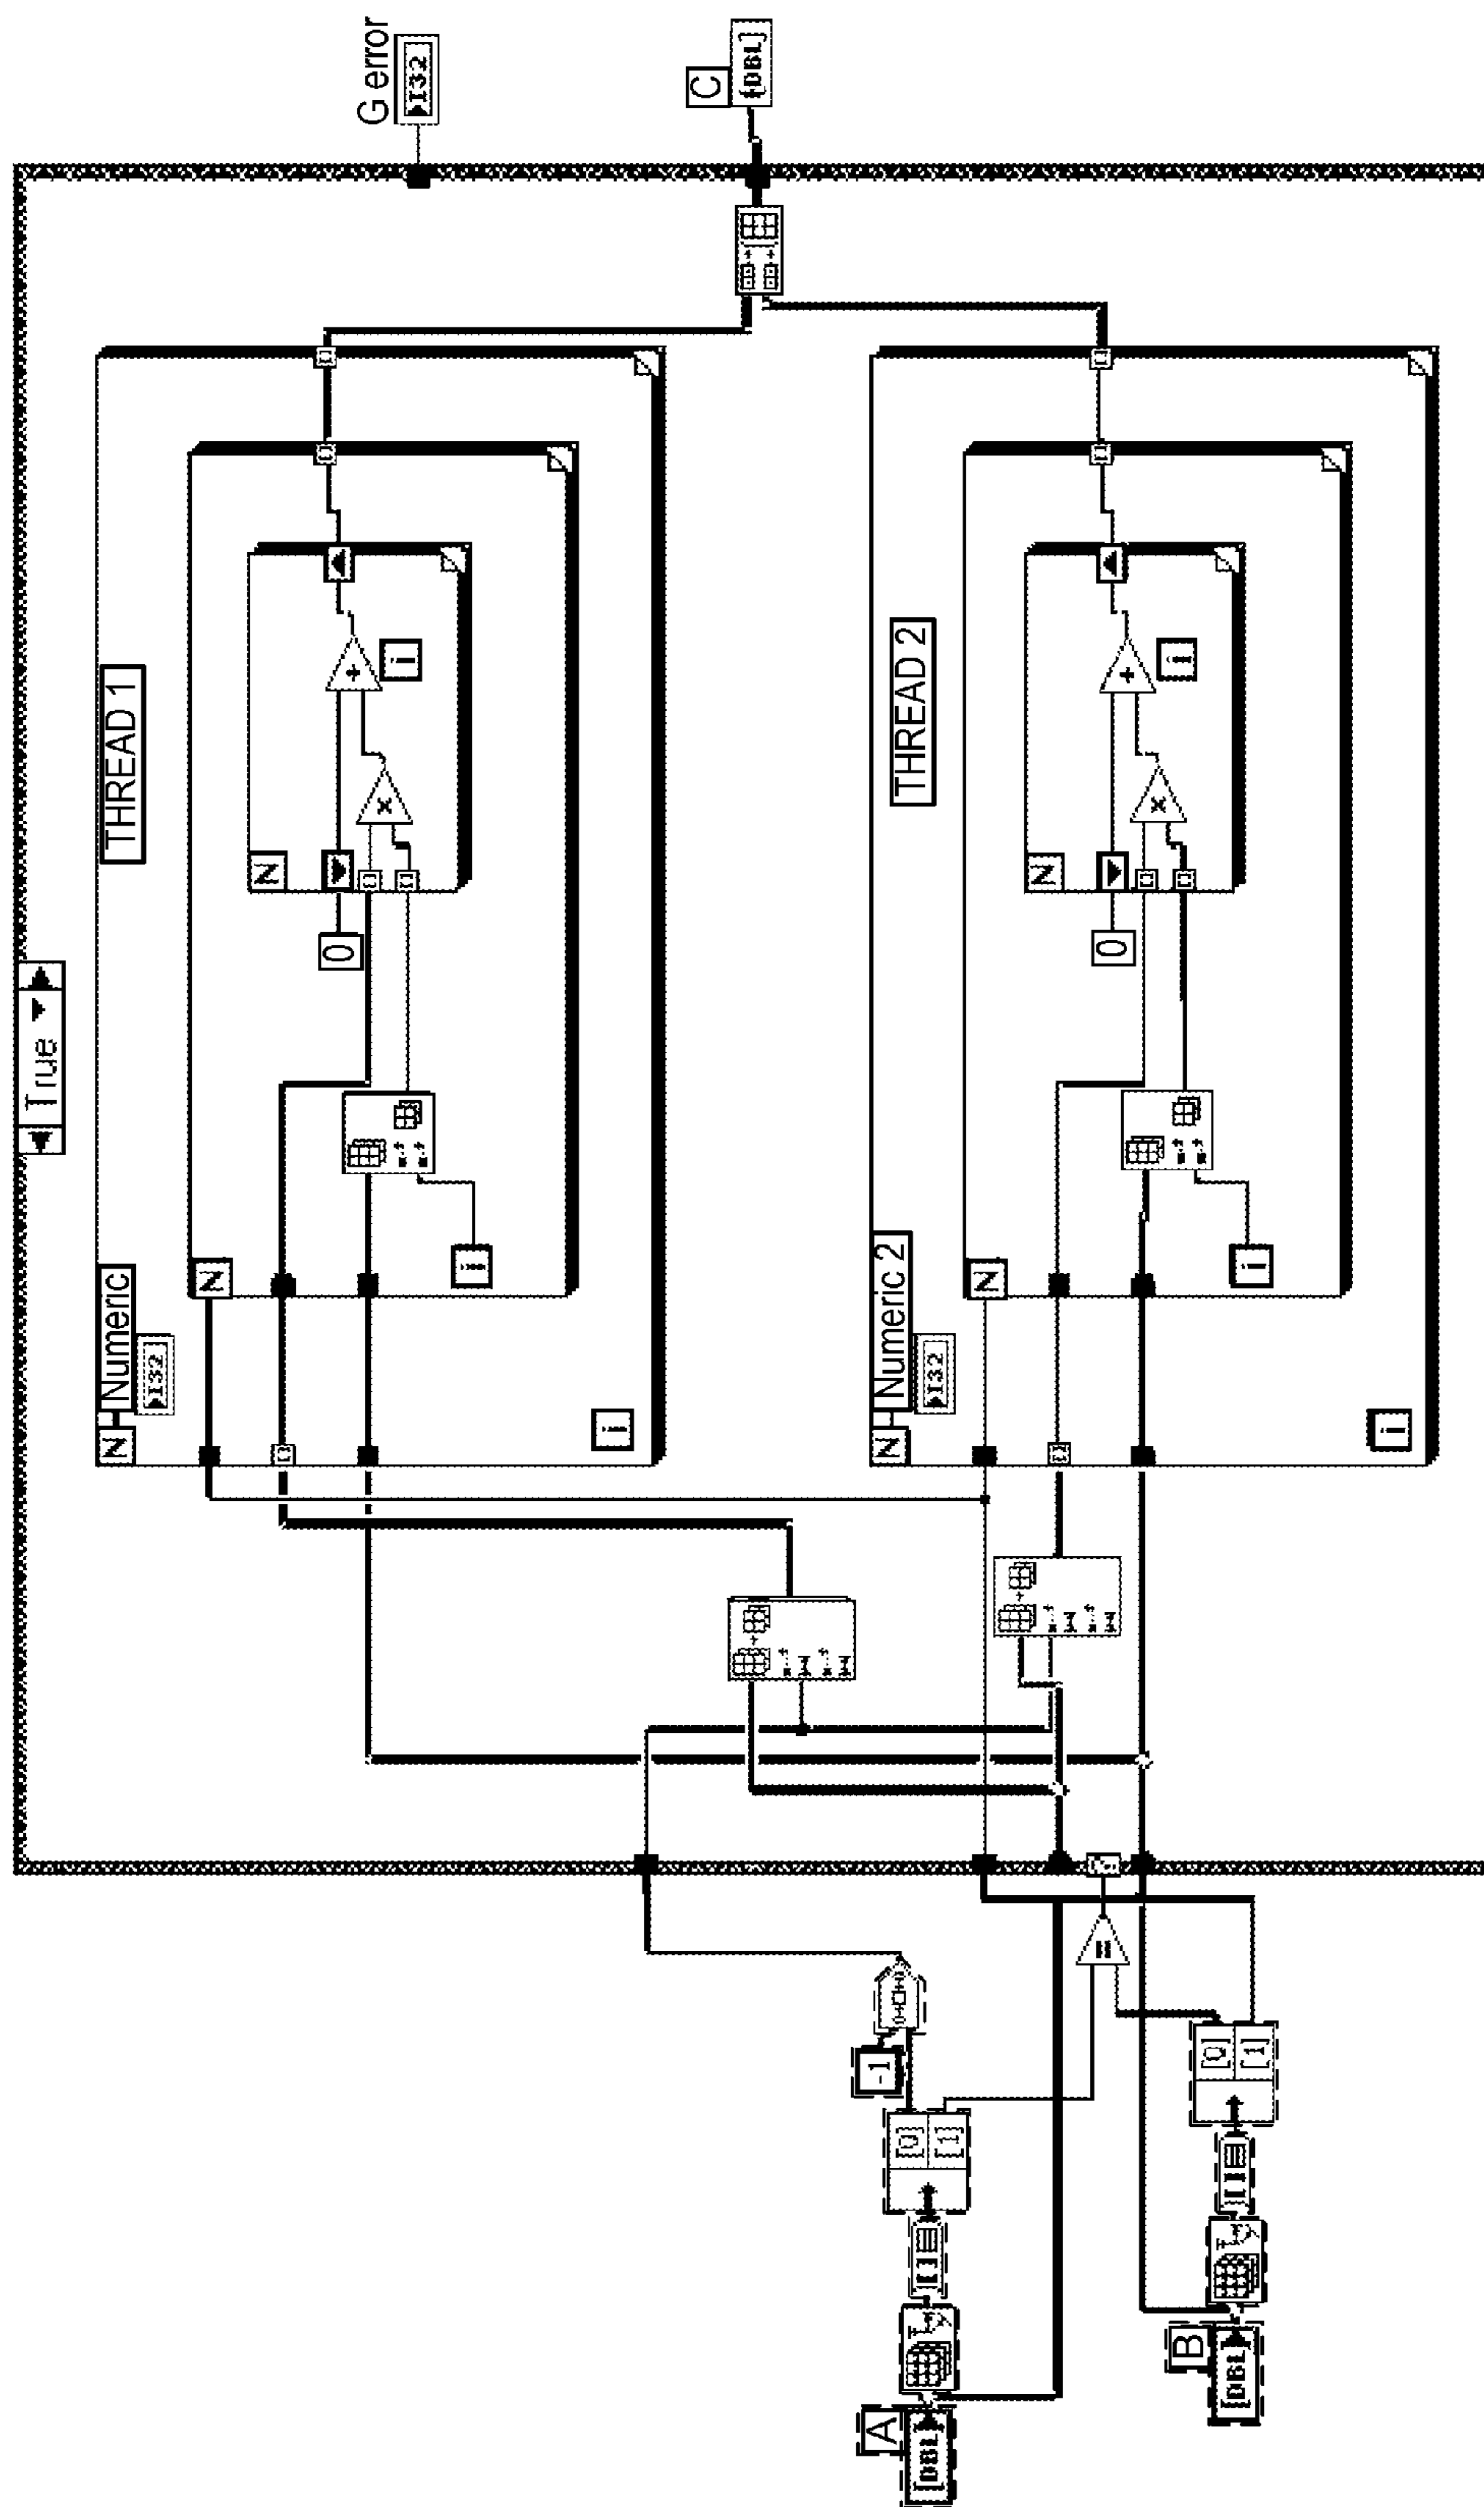 True
THREAD 1
Numeric
N
I32
N
N
0
+
x
i
i
i
G error
I32
C
[DBL]
THREAD 2
Numeric 2
N
I32
N
N
0
+
x
i
i
i
A
[DBL]
[0]
[1]
-1
=
B
[DBL]
[0]
[1]